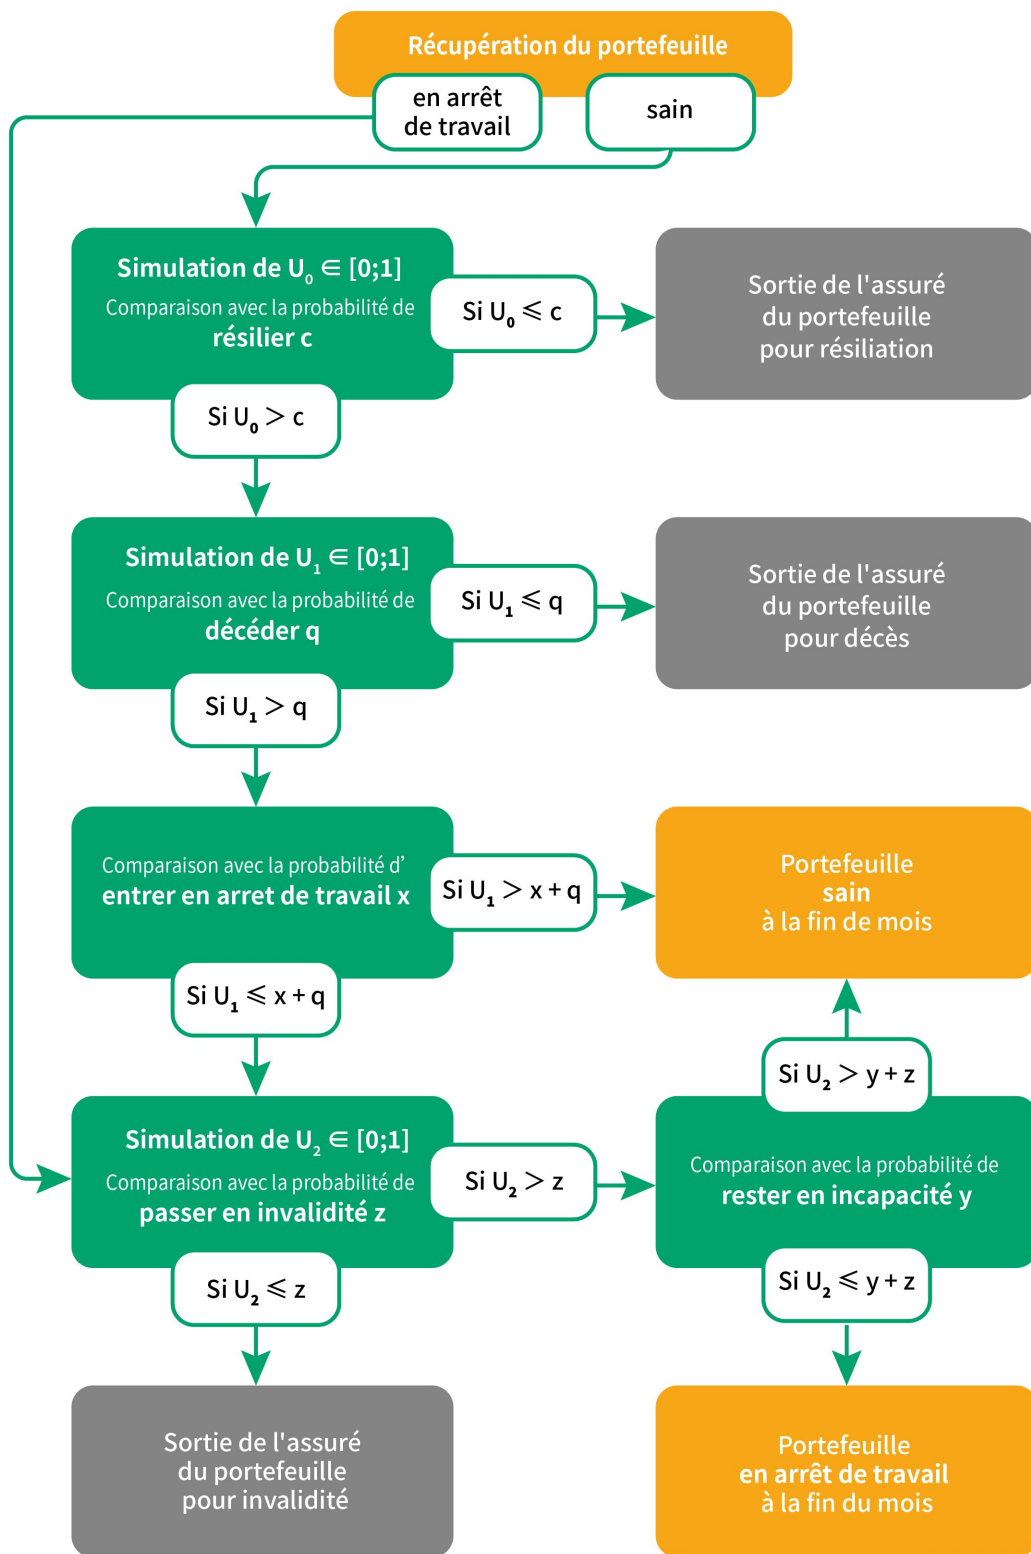 Récupération du portefeuille
en arrêt
de travail
sain
Simulation de U₀ ∈ [0;1]
Comparaison avec la probabilité de
résilier c
Si U₀ ⩽ c
Sortie de l'assuré
du portefeuille
pour résiliation
Si U₀ > c
Simulation de U₁ ∈ [0;1]
Comparaison avec la probabilité de
décéder q
Si U₁ ⩽ q
Sortie de l'assuré
du portefeuille
pour décès
Si U₁ > q
Comparaison avec la probabilité d'
entrer en arret de travail x
Si U₁ > x + q
Portefeuille
sain
à la fin de mois
Si U₁ ⩽ x + q
Si U₂ > y + z
Simulation de U₂ ∈ [0;1]
Comparaison avec la probabilité de
passer en invalidité z
Si U₂ > z
Comparaison avec la probabilité de
rester en incapacité y
Si U₂ ⩽ z
Si U₂ ⩽ y + z
Sortie de l'assuré
du portefeuille
pour invalidité
Portefeuille
en arrêt de travail
à la fin du mois